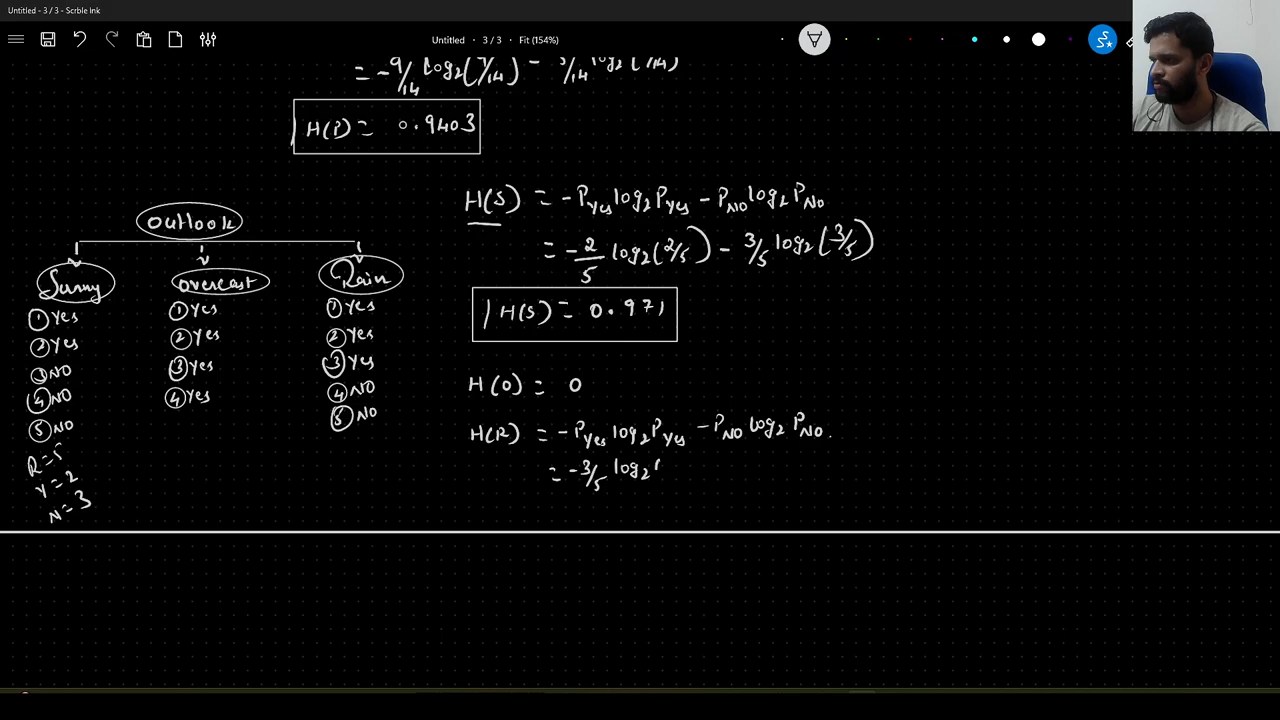 Untitled - 3 / 3 - Scrble Ink
Untitled • 3 / 3 • Fit (154%)
= -9/14 log2(9/14) - 5/14 log2(5/14)
H(P) = 0.9403
H(S) = -PYes log2 PYes - PNO log2 PNO
= -2/5 log2(2/5) - 3/5 log2(3/5)
H(S) = 0.971
H(O) = 0
H(R) = -PYes log2 PYes - PNO log2 PNO.
= -3/5 log2
Outlook
Sunny
① Yes
② Yes
③ NO
④ NO
⑤ NO
R=5
Y=2
N=3
overcast
① Yes
② Yes
③ Yes
④ Yes
Rain
① Yes
② Yes
③ Yes
④ NO
⑤ NO